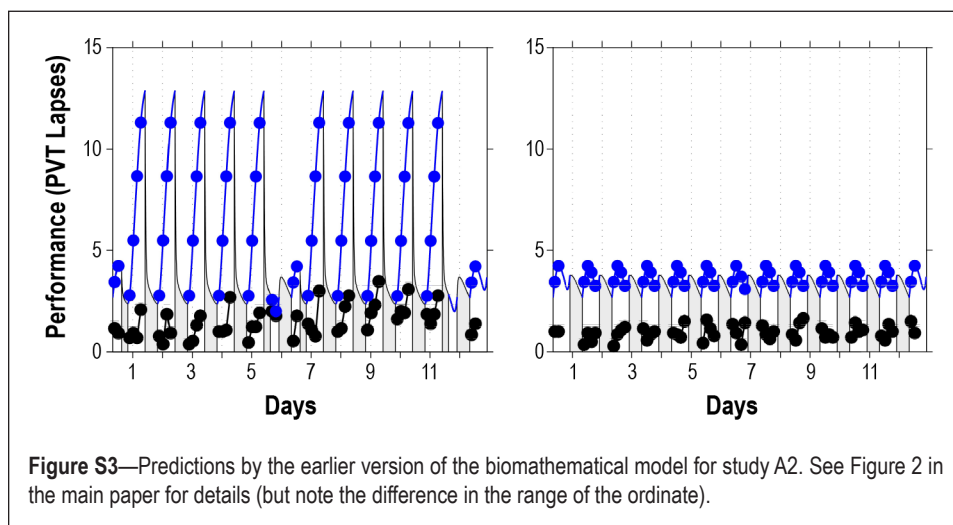 Performance (PVT Lapses)
15
10
5
0
1 3 5 7 9 11
Days
15
10
5
0
1 3 5 7 9 11
Days
Figure S3—Predictions by the earlier version of the biomathematical model for study A2. See Figure 2 in
the main paper for details (but note the difference in the range of the ordinate).